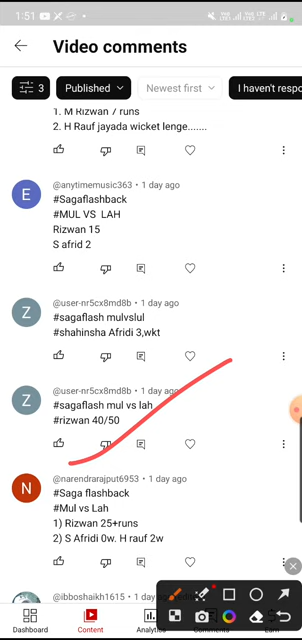 1:51
Video comments
3
Published
Newest first
I haven't respo
1. M Rizwan 7 runs
2. H Rauf jayada wicket lenge.......
E
@anytimemusic363 • 1 day ago
#Sagaflashback
#MUL VS LAH
Rizwan 15
S afrid 2
Z
@user-nr5cx8md8b • 1 day ago
#sagaflash mulvslul
#shahinsha Afridi 3,wkt
Z
@user-nr5cx8md8b • 1 day ago
#sagaflash mul vs lah
#rizwan 40/50
N
@narendrarajput6953 • 1 day ago
#Saga flashback
#Mul vs Lah
1) Rizwan 25+runs
2) S Afridi 0w. H rauf 2w
@ibboshaikh1615 • 1 day ago
Dashboard
Content
Analytics
Comments
Earn